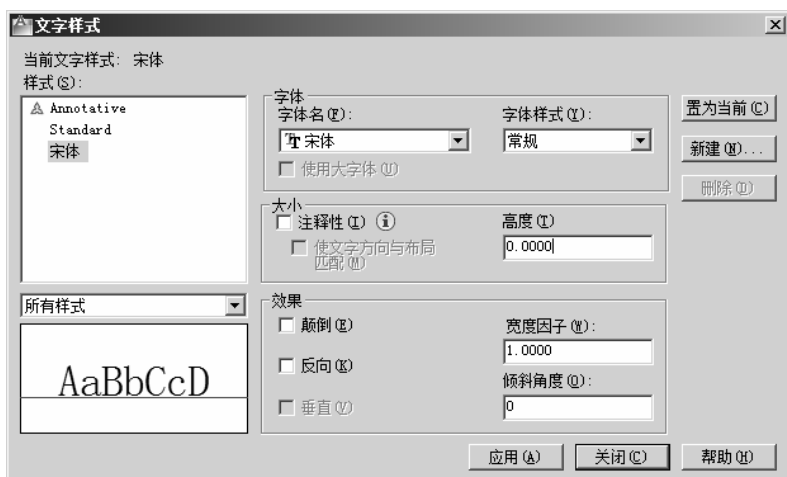 文字样式
当前文字样式: 宋体
样式(S):
Annotative
Standard
宋体
所有样式
AaBbCcD
字体
字体名(F):
宋体
字体样式(Y):
常规
使用大字体(U)
大小
注释性(I)
使文字方向与布局
匹配(M)
高度(T)
0.0000
效果
颠倒(E)
反向(K)
垂直(V)
宽度因子(W):
1.0000
倾斜角度(O):
0
置为当前(C)
新建(N)...
删除(D)
应用(A)
关闭(C)
帮助(H)